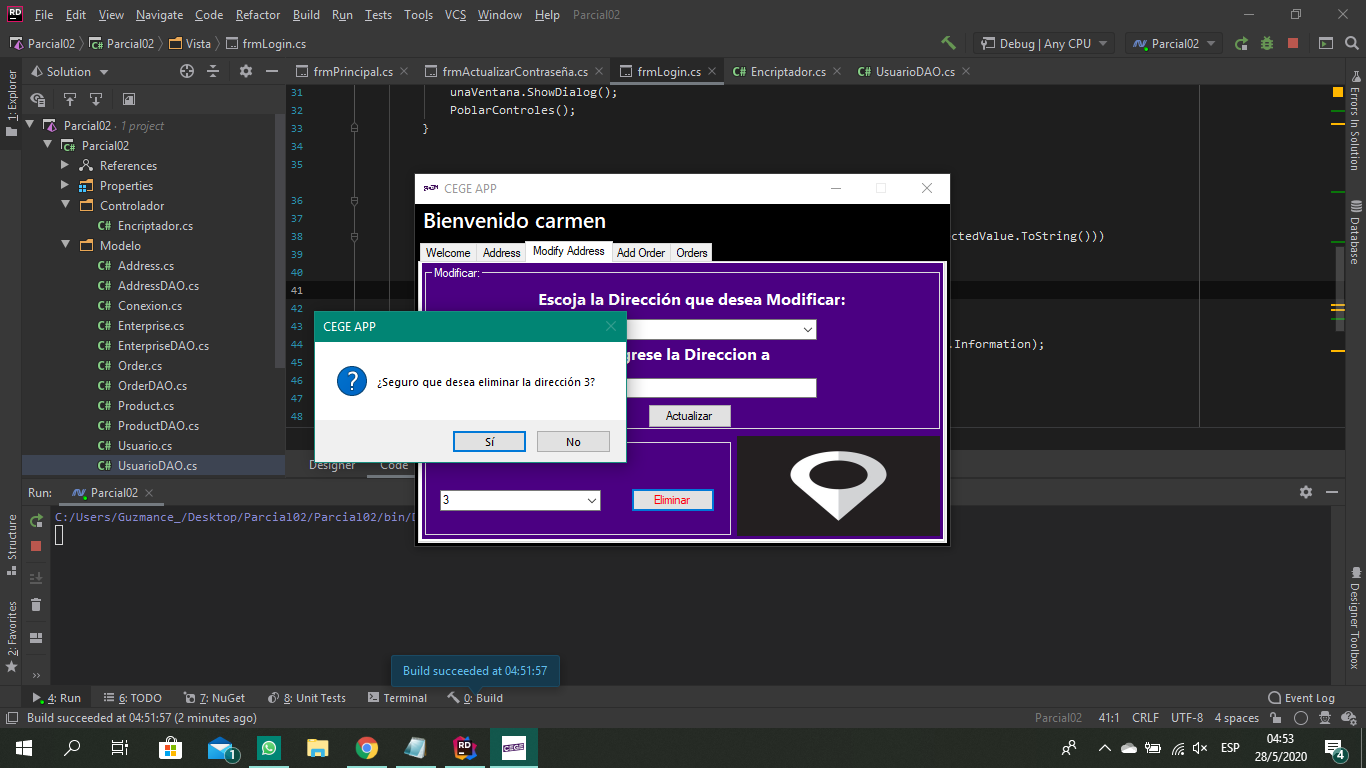 RD File Edit View Navigate Code Refactor Build Run Tests Tools VCS Window Help Parcial02
Parcial02 Parcial02 Vista frmLogin.cs Debug | Any CPU Parcial02
1: Explorer
Solution
frmPrincipal.cs frmActualizarContraseña.cs frmLogin.cs C# Encriptador.cs C# UsuarioDAO.cs
Parcial02 · 1 project
Parcial02
References
Properties
Controlador
C# Encriptador.cs
Modelo
C# Address.cs
C# AddressDAO.cs
C# Conexion.cs
C# Enterprise.cs
C# EnterpriseDAO.cs
C# Order.cs
C# OrderDAO.cs
C# Product.cs
C# ProductDAO.cs
C# Usuario.cs
C# UsuarioDAO.cs
31 unaVentana.ShowDialog();
32 PoblarControles();
33 }
34
35
36
37
38 ctedValue.ToString()))
39
40
41
42
43
44 .Information);
45
46
47
48
Designer Code
Errors In Solution
Database
Designer Toolbox
CEGE APP
Bienvenido carmen
Welcome Address Modify Address Add Order Orders
Modificar:
Escoja la Dirección que desea Modificar:
grese la Direccion a
Actualizar
3 Eliminar
CEGE APP
¿Seguro que desea eliminar la dirección 3?
Sí No
Run: Parcial02
C:/Users/Guzmance_/Desktop/Parcial02/Parcial02/bin/
Structure
2: Favorites
Build succeeded at 04:51:57
4: Run 6: TODO 7: NuGet 8: Unit Tests Terminal 0: Build Event Log
Build succeeded at 04:51:57 (2 minutes ago) Parcial02 41:1 CRLF UTF-8 4 spaces
1 RD CEGE ESP 04:53
28/5/2020 4